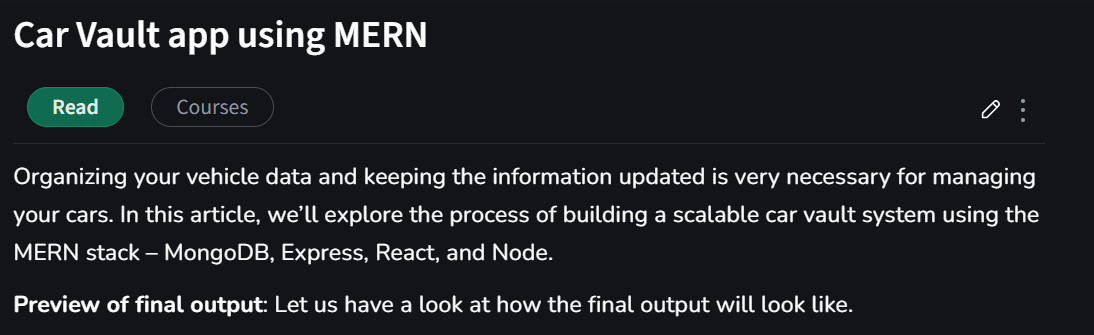 Car Vault app using MERN
Read
Courses
Organizing your vehicle data and keeping the information updated is very necessary for managing
your cars. In this article, we’ll explore the process of building a scalable car vault system using the
MERN stack – MongoDB, Express, React, and Node.
Preview of final output: Let us have a look at how the final output will look like.